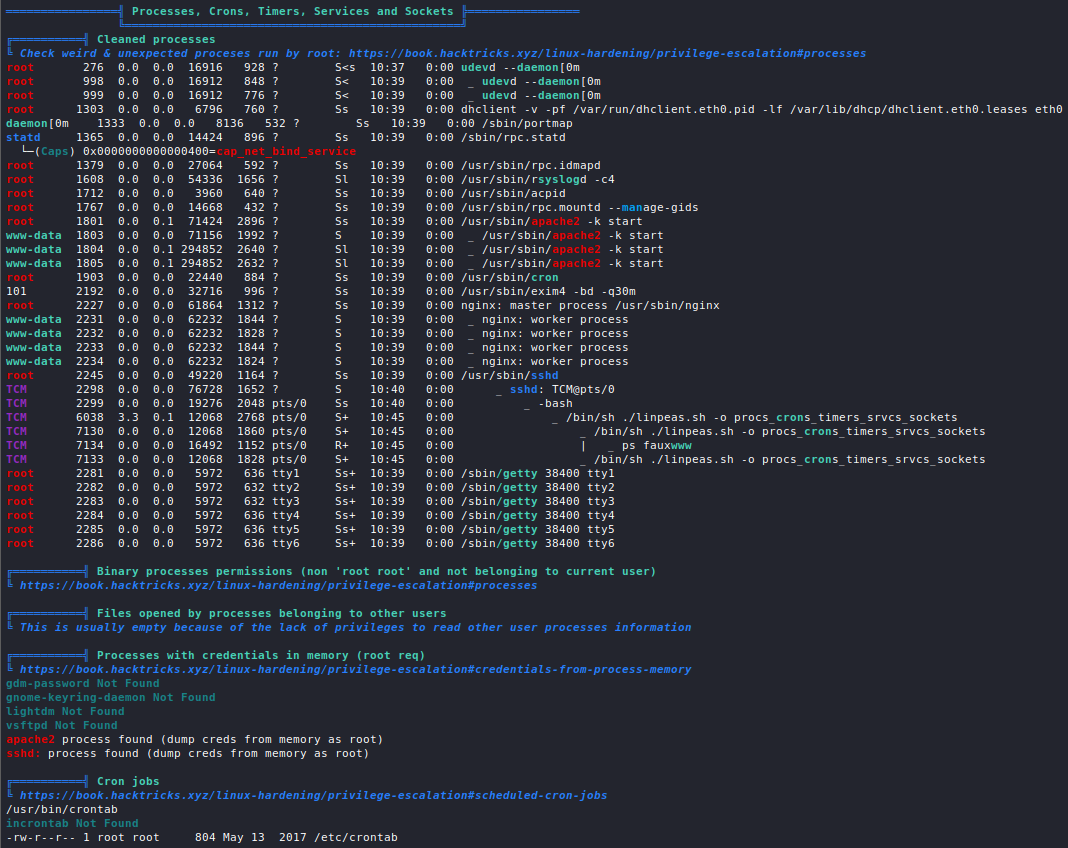 Processes, Crons, Timers, Services and Sockets
Cleaned processes
Check weird & unexpected proceses run by root: https://book.hacktricks.xyz/linux-hardening/privilege-escalation#processes
root 276 0.0 0.0 16916 928 ? S<s 10:37 0:00 udevd --daemon[0m
root 998 0.0 0.0 16912 848 ? S< 10:39 0:00 _ udevd --daemon[0m
root 999 0.0 0.0 16912 776 ? S< 10:39 0:00 _ udevd --daemon[0m
root 1303 0.0 0.0 6796 760 ? Ss 10:39 0:00 dhclient -v -pf /var/run/dhclient.eth0.pid -lf /var/lib/dhcp/dhclient.eth0.leases eth0
daemon[0m 1333 0.0 0.0 8136 532 ? Ss 10:39 0:00 /sbin/portmap
statd 1365 0.0 0.0 14424 896 ? Ss 10:39 0:00 /sbin/rpc.statd
└─(Caps) 0x0000000000000400=cap_net_bind_service
root 1379 0.0 0.0 27064 592 ? Ss 10:39 0:00 /usr/sbin/rpc.idmapd
root 1608 0.0 0.0 54336 1656 ? Sl 10:39 0:00 /usr/sbin/rsyslogd -c4
root 1712 0.0 0.0 3960 640 ? Ss 10:39 0:00 /usr/sbin/acpid
root 1767 0.0 0.0 14668 432 ? Ss 10:39 0:00 /usr/sbin/rpc.mountd --manage-gids
root 1801 0.0 0.1 71424 2896 ? Ss 10:39 0:00 /usr/sbin/apache2 -k start
www-data 1803 0.0 0.0 71156 1992 ? S 10:39 0:00 _ /usr/sbin/apache2 -k start
www-data 1804 0.0 0.1 294852 2640 ? Sl 10:39 0:00 _ /usr/sbin/apache2 -k start
www-data 1805 0.0 0.1 294852 2632 ? Sl 10:39 0:00 _ /usr/sbin/apache2 -k start
root 1903 0.0 0.0 22440 884 ? Ss 10:39 0:00 /usr/sbin/cron
101 2192 0.0 0.0 32716 996 ? Ss 10:39 0:00 /usr/sbin/exim4 -bd -q30m
root 2227 0.0 0.0 61864 1312 ? Ss 10:39 0:00 nginx: master process /usr/sbin/nginx
www-data 2231 0.0 0.0 62232 1844 ? S 10:39 0:00 _ nginx: worker process
www-data 2232 0.0 0.0 62232 1828 ? S 10:39 0:00 _ nginx: worker process
www-data 2233 0.0 0.0 62232 1844 ? S 10:39 0:00 _ nginx: worker process
www-data 2234 0.0 0.0 62232 1824 ? S 10:39 0:00 _ nginx: worker process
root 2245 0.0 0.0 49220 1164 ? Ss 10:39 0:00 /usr/sbin/sshd
TCM 2298 0.0 0.0 76728 1652 ? S 10:40 0:00 _ sshd: TCM@pts/0
TCM 2299 0.0 0.0 19276 2048 pts/0 Ss 10:40 0:00 _ -bash
TCM 6038 3.3 0.1 12068 2768 pts/0 S+ 10:45 0:00 _ /bin/sh ./linpeas.sh -o procs_crons_timers_srvcs_sockets
TCM 7130 0.0 0.0 12068 1860 pts/0 S+ 10:45 0:00 _ /bin/sh ./linpeas.sh -o procs_crons_timers_srvcs_sockets
TCM 7134 0.0 0.0 16492 1152 pts/0 R+ 10:45 0:00 | _ ps fauxwww
TCM 7133 0.0 0.0 12068 1828 pts/0 S+ 10:45 0:00 _ /bin/sh ./linpeas.sh -o procs_crons_timers_srvcs_sockets
root 2281 0.0 0.0 5972 636 tty1 Ss+ 10:39 0:00 /sbin/getty 38400 tty1
root 2282 0.0 0.0 5972 632 tty2 Ss+ 10:39 0:00 /sbin/getty 38400 tty2
root 2283 0.0 0.0 5972 632 tty3 Ss+ 10:39 0:00 /sbin/getty 38400 tty3
root 2284 0.0 0.0 5972 636 tty4 Ss+ 10:39 0:00 /sbin/getty 38400 tty4
root 2285 0.0 0.0 5972 636 tty5 Ss+ 10:39 0:00 /sbin/getty 38400 tty5
root 2286 0.0 0.0 5972 636 tty6 Ss+ 10:39 0:00 /sbin/getty 38400 tty6
Binary processes permissions (non 'root root' and not belonging to current user)
https://book.hacktricks.xyz/linux-hardening/privilege-escalation#processes
Files opened by processes belonging to other users
This is usually empty because of the lack of privileges to read other user processes information
Processes with credentials in memory (root req)
https://book.hacktricks.xyz/linux-hardening/privilege-escalation#credentials-from-process-memory
gdm-password Not Found
gnome-keyring-daemon Not Found
lightdm Not Found
vsftpd Not Found
apache2 process found (dump creds from memory as root)
sshd: process found (dump creds from memory as root)
Cron jobs
https://book.hacktricks.xyz/linux-hardening/privilege-escalation#scheduled-cron-jobs
/usr/bin/crontab
incrontab Not Found
-rw-r--r-- 1 root root 804 May 13 2017 /etc/crontab